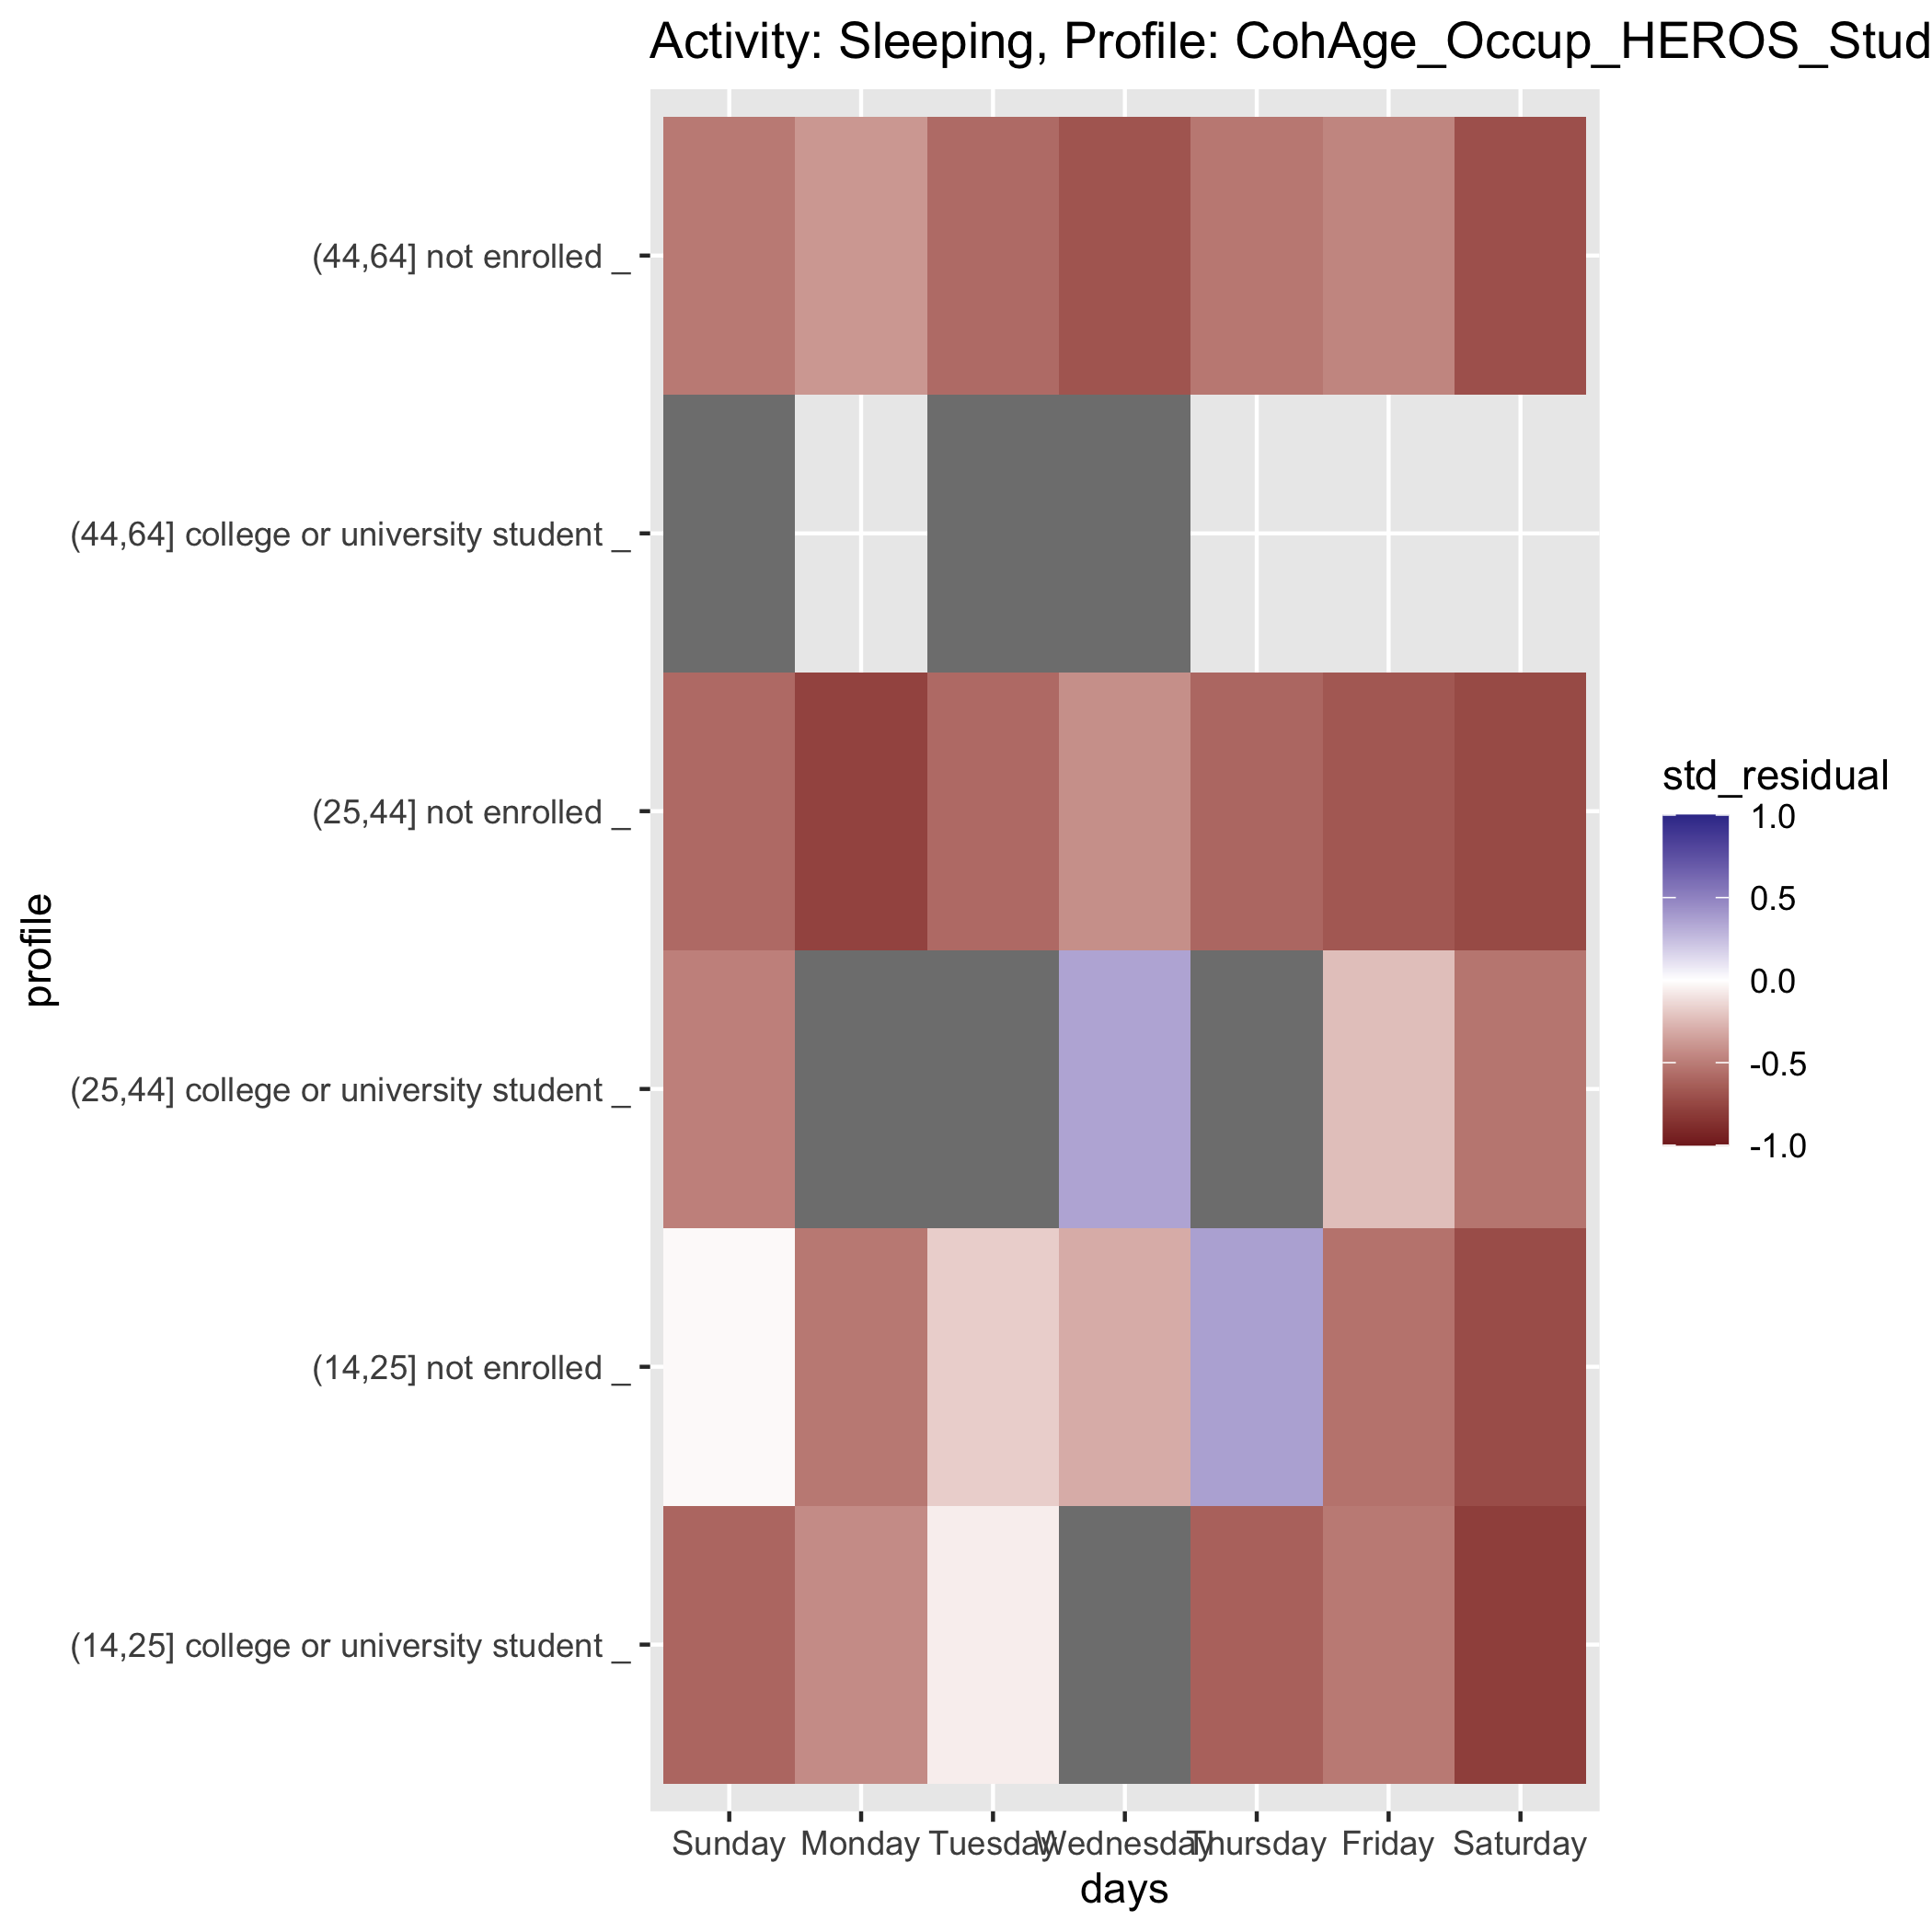 Activity: Sleeping, Profile: CohAge_Occup_HEROS_Stud
(44,64] not enrolled _
(44,64] college or university student _
(25,44] not enrolled _
(25,44] college or university student _
(14,25] not enrolled _
(14,25] college or university student _
profile
Sunday Monday Tuesday Wednesday Thursday Friday Saturday
days
std_residual
1.0
0.5
0.0
-0.5
-1.0